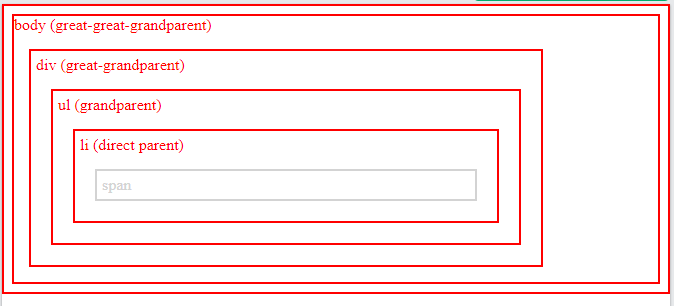 body (great-great-grandparent)
div (great-grandparent)
ul (grandparent)
li (direct parent)
span